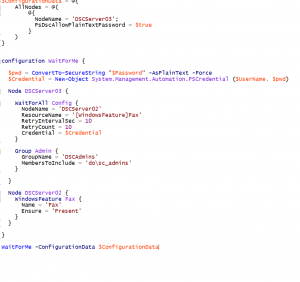 $ConfigurationData = @{
AllNodes = @(
@{
NodeName = 'DSCServer03';
PsDscAllowPlainTextPassword = $true
}
)
}
configuration WaitForMe {
$pwd = ConvertTo-SecureString "$Password" -AsPlainText -Force
$Credential = New-Object System.Management.Automation.PSCredential ($UserName, $pwd)
Node DSCServer03 {
WaitForAll Config {
NodeName = 'DSCServer02'
ResourceName = '[WindowsFeature]Fax'
RetryIntervalSec = 10
RetryCount = 10
Credential = $Credential
}
Group Admin {
GroupName = 'DSCAdmins'
MembersToInclude = 'do\sc_admins'
}
}
Node DSCServer02 {
WindowsFeature Fax {
Name = 'Fax'
Ensure = 'Present'
}
}
}
WaitForMe -ConfigurationData $ConfigurationData